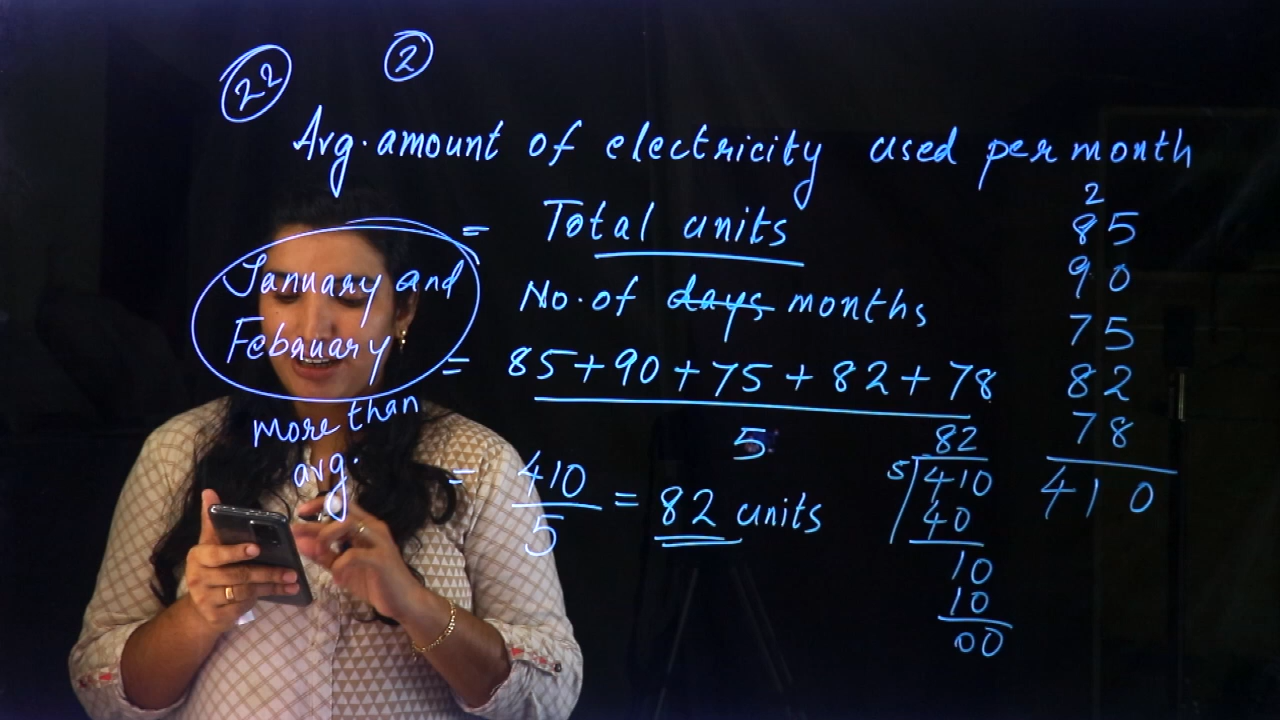 22
2
Avg. amount of electricity used per month
= Total units
No. of days months
= 85+90+75+82+78
5
= 410
5
= 82 units
January and
February
more than
avg.
82
5 410
40
10
10
00
2
85
90
75
82
78
410